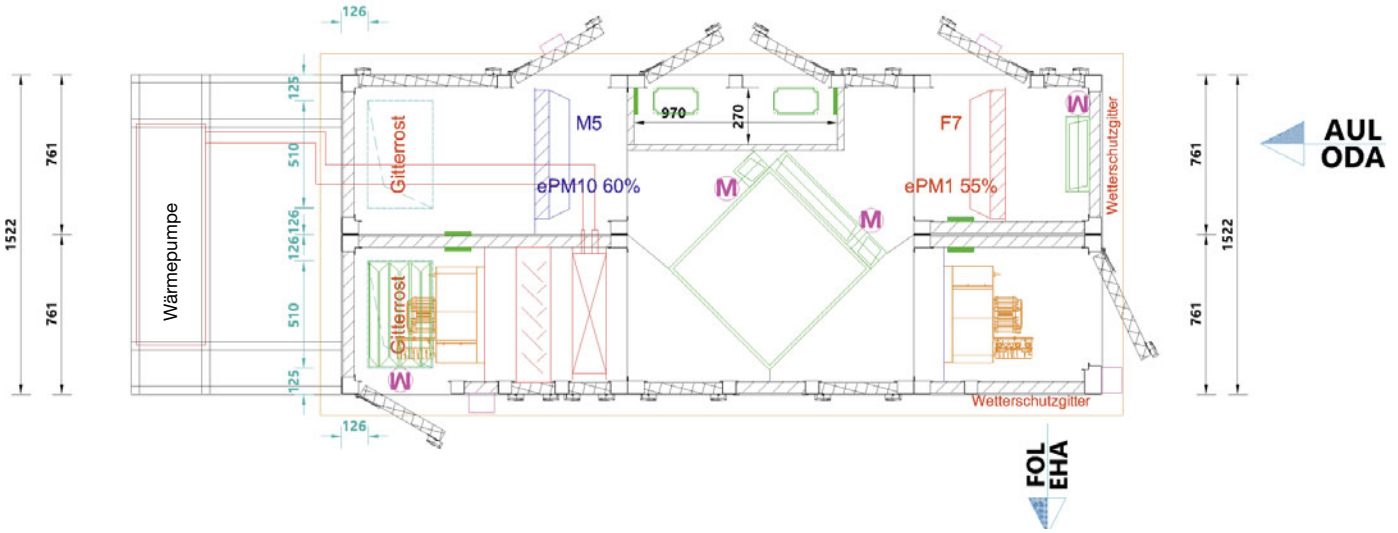 126
125
M5
970
270
F7
M
Wetterschutzgitter
AUL
ODA
761
Gitterrost
510
761
ePM10 60%
M
ePM1 55%
M
126
1522
Wärmepumpe
126
1522
761
Gitterrost
510
761
M
125
Wetterschutzgitter
126
FOL
EHA